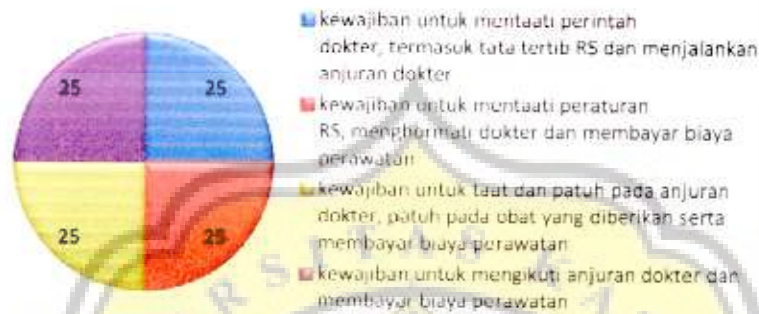 25
25
25
25
kewajiban untuk mentaati perintah
dokter, termasuk tata tertib RS dan menjalankan
anjuran dokter
kewajiban untuk mentaati peraturan
RS, menghormati dokter dan membayar biaya
perawatan
kewajiban untuk taat dan patuh pada anjuran
dokter, patuh pada obat yang diberikan serta
membayar biaya perawatan
kewajiban untuk mengikuti anjuran dokter dan
membayar biaya perawatan